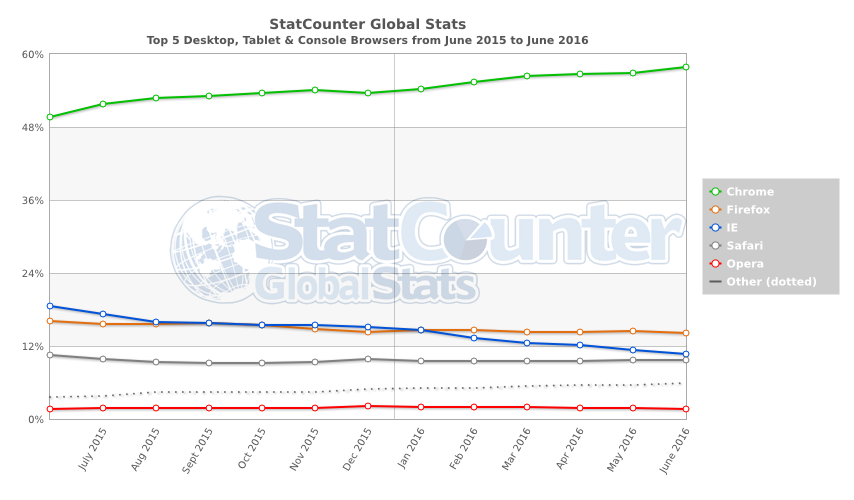 StatCounter Global Stats
Top 5 Desktop, Tablet & Console Browsers from June 2015 to June 2016
60%
48%
36%
24%
12%
0%
StatCounter
GlobalStats
Chrome
Firefox
IE
Safari
Opera
Other (dotted)
July 2015
Aug 2015
Sept 2015
Oct 2015
Nov 2015
Dec 2015
Jan 2016
Feb 2016
Mar 2016
Apr 2016
May 2016
June 2016